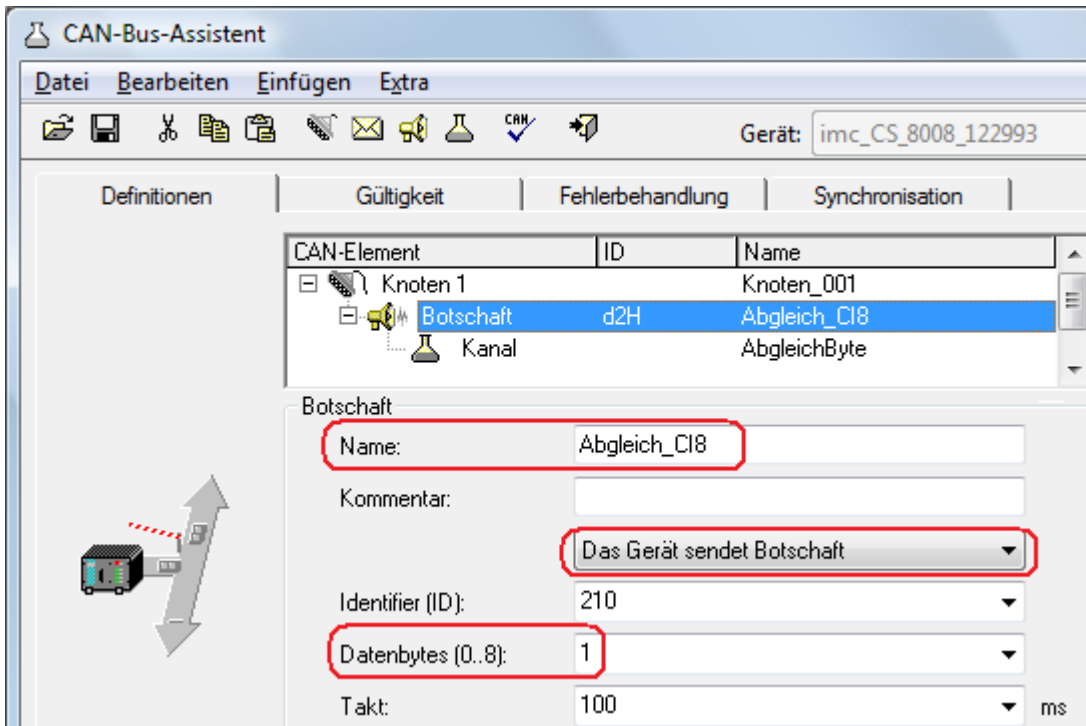 CAN-Bus-Assistent
Datei Bearbeiten Einfügen Extra
CAN Gerät: imc_CS_8008_122993
Definitionen Gültigkeit Fehlerbehandlung Synchronisation
CAN-Element ID Name
Knoten 1 Knoten_001
Botschaft d2H Abgleich_CI8
Kanal AbgleichByte
Botschaft
Name: Abgleich_CI8
Kommentar:
Das Gerät sendet Botschaft
Identifier (ID): 210
Datenbytes (0..8): 1
Takt: 100 ms